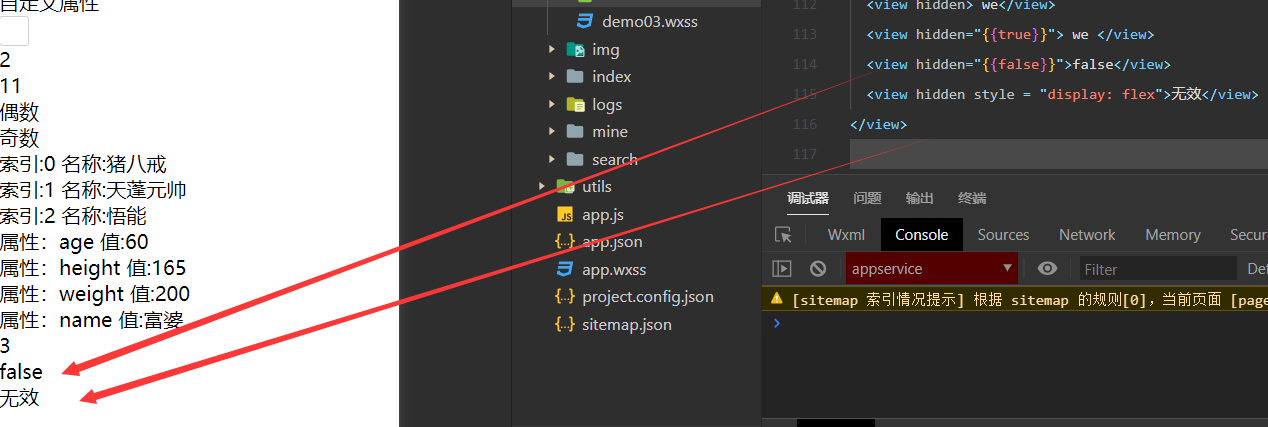 自定义属性
2
11
偶数
奇数
索引:0 名称:猪八戒
索引:1 名称:天蓬元帅
索引:2 名称:悟能
属性：age 值:60
属性：height 值:165
属性：weight 值:200
属性：name 值:富婆
3
false
无效
demo03.wxss
img
index
logs
mine
search
utils
app.js
app.json
app.wxss
project.config.json
sitemap.json
112 <view hidden> we</view>
113 <view hidden="{{true}}"> we </view>
114 <view hidden="{{false}}">false</view>
115 <view hidden style = "display: flex">无效</view>
116 </view>
117
调试器 问题 输出 终端
Wxml Console Sources Network Memory Secur
appservice Filter Def
[sitemap 索引情况提示] 根据 sitemap 的规则[0]，当前页面 [page